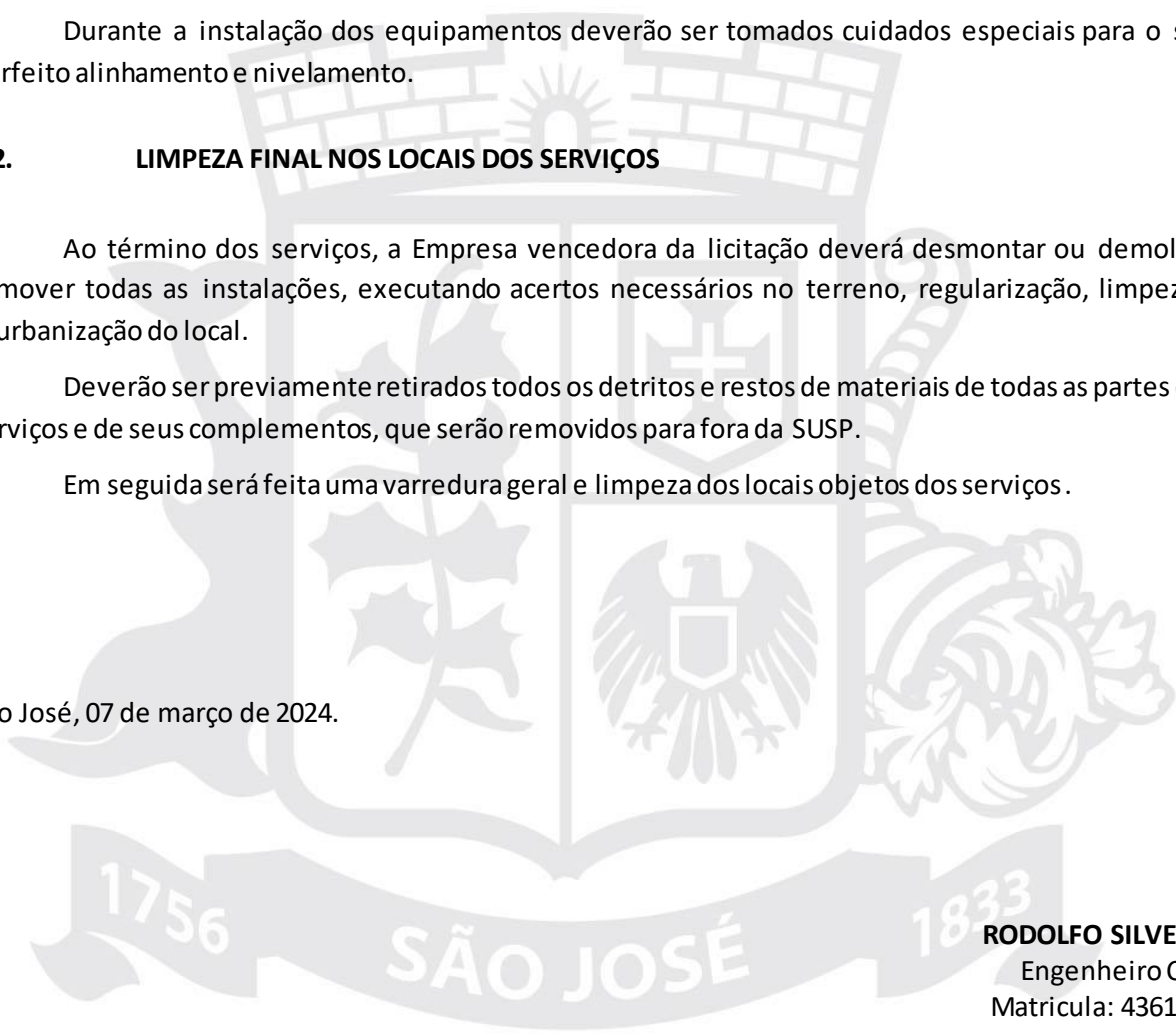 Durante a instalação dos equipamentos deverão ser tomados cuidados especiais para o s
rfeito alinhamento e nivelamento.
2. LIMPEZA FINAL NOS LOCAIS DOS SERVIÇOS
Ao término dos serviços, a Empresa vencedora da licitação deverá desmontar ou demol
mover todas as instalações, executando acertos necessários no terreno, regularização, limpez
urbanização do local.
Deverão ser previamente retirados todos os detritos e restos de materiais de todas as partes
rviços e de seus complementos, que serão removidos para fora da SUSP.
Em seguida será feita uma varredura geral e limpeza dos locais objetos dos serviços.
o José, 07 de março de 2024.
1756
SÃO JOSÉ
1833
RODOLFO SILVE
Engenheiro C
Matricula: 4361